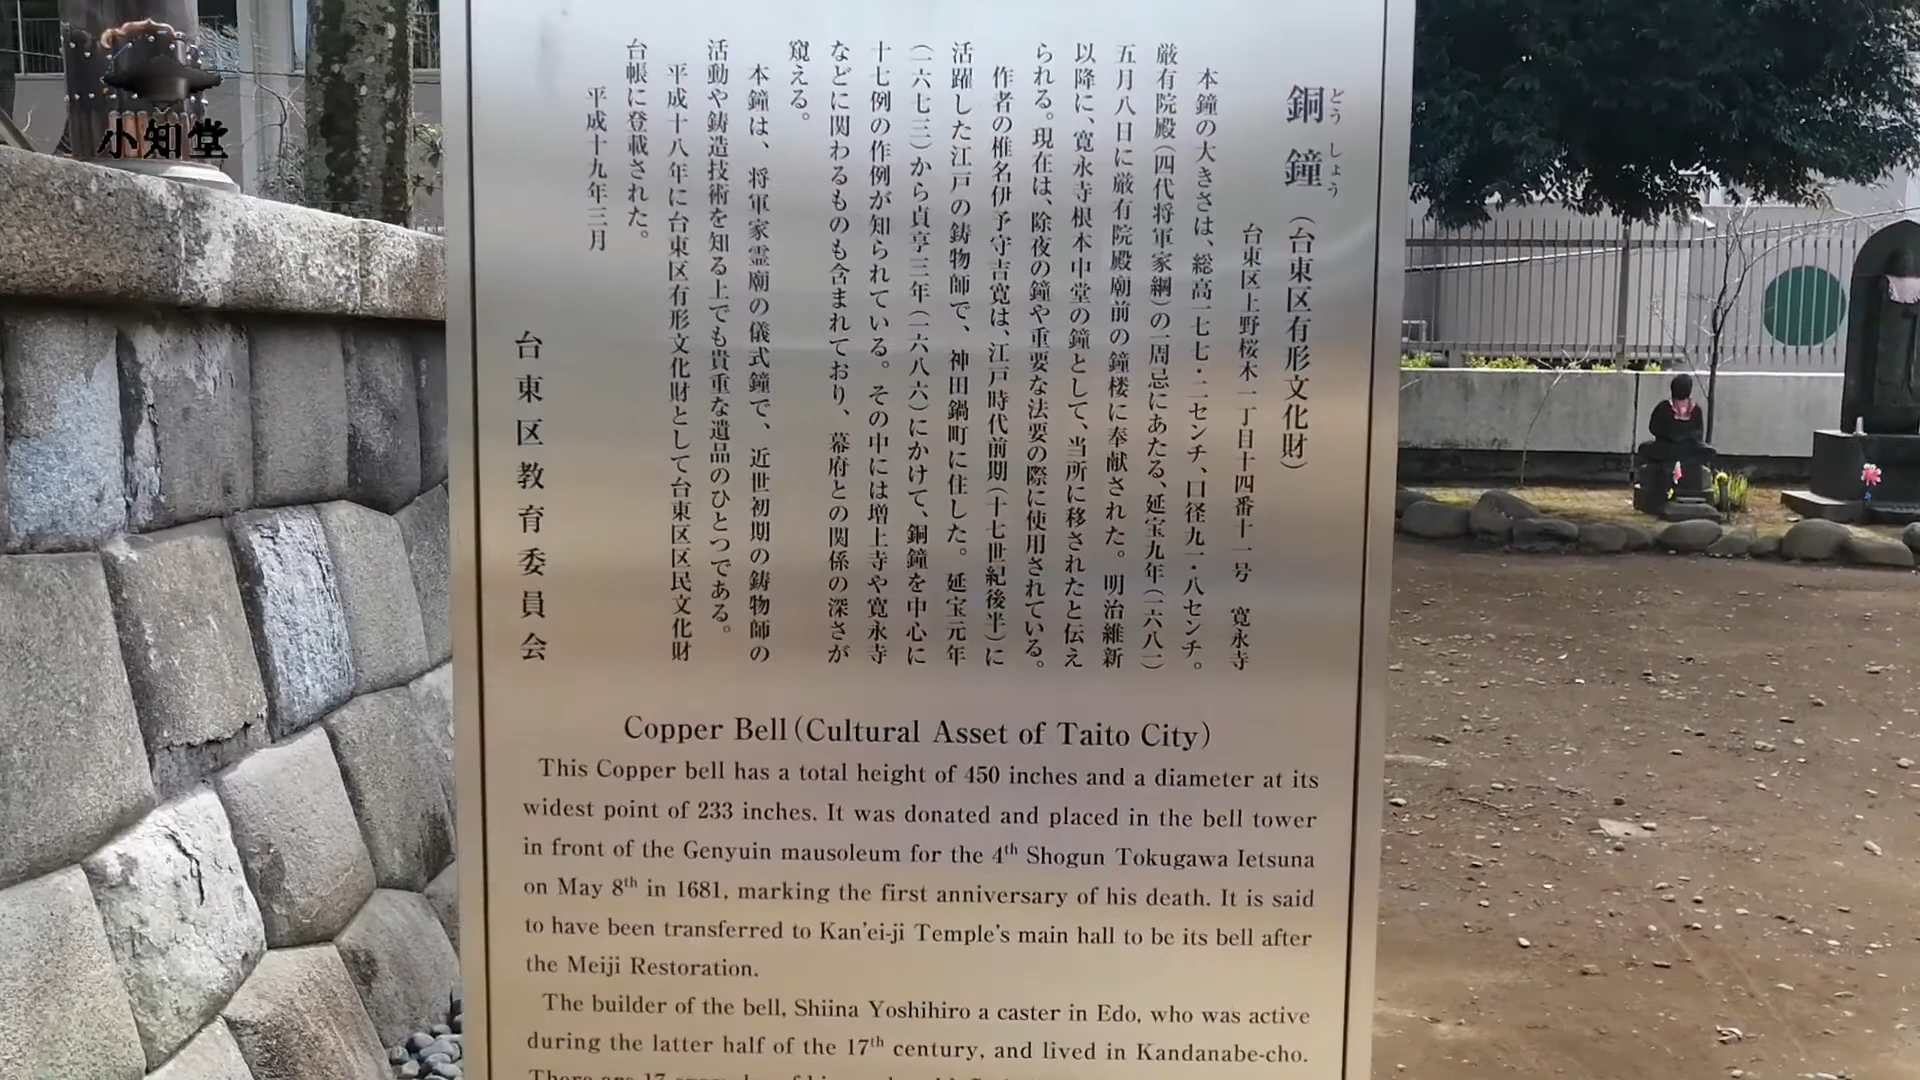 小知堂
銅鐘(台東区有形文化財)
どう しょう
台東区上野桜木一丁目十四番十一号 寛永寺
本鐘の大きさは、総高一七七・二センチ、口径九一・八センチ。
厳有院殿(四代将軍家綱)の一周忌にあたる、延宝九年(一六八一)
五月八日に厳有院殿廟前の鐘楼に奉献された。明治維新
以降に、寛永寺根本中堂の鐘として、当所に移されたと伝え
られる。現在は、除夜の鐘や重要な法要の際に使用されている。
作者の椎名伊予守吉寛は、江戸時代前期(十七世紀後半)に
活躍した江戸の鋳物師で、神田鍋町に住した。延宝元年
(一六七三)から貞享三年(一六八六)にかけて、銅鐘を中心に
十七例の作例が知られている。その中には増上寺や寛永寺
などに関わるものも含まれており、幕府との関係の深さが
窺える。
本鐘は、将軍家霊廟の儀式鐘で、近世初期の鋳物師の
活動や鋳造技術を知る上でも貴重な遺品のひとつである。
平成十八年に台東区有形文化財として台東区区民文化財
台帳に登載された。
平成十九年三月
台東区教育委員会
Copper Bell (Cultural Asset of Taito City)
This Copper bell has a total height of 450 inches and a diameter at its
widest point of 233 inches. It was donated and placed in the bell tower
in front of the Genyuin mausoleum for the 4th Shogun Tokugawa Ietsuna
on May 8th in 1681, marking the first anniversary of his death. It is said
to have been transferred to Kan'ei-ji Temple's main hall to be its bell after
the Meiji Restoration.
The builder of the bell, Shiina Yoshihiro a caster in Edo, who was active
during the latter half of the 17th century, and lived in Kandanabe-cho.
There are 17